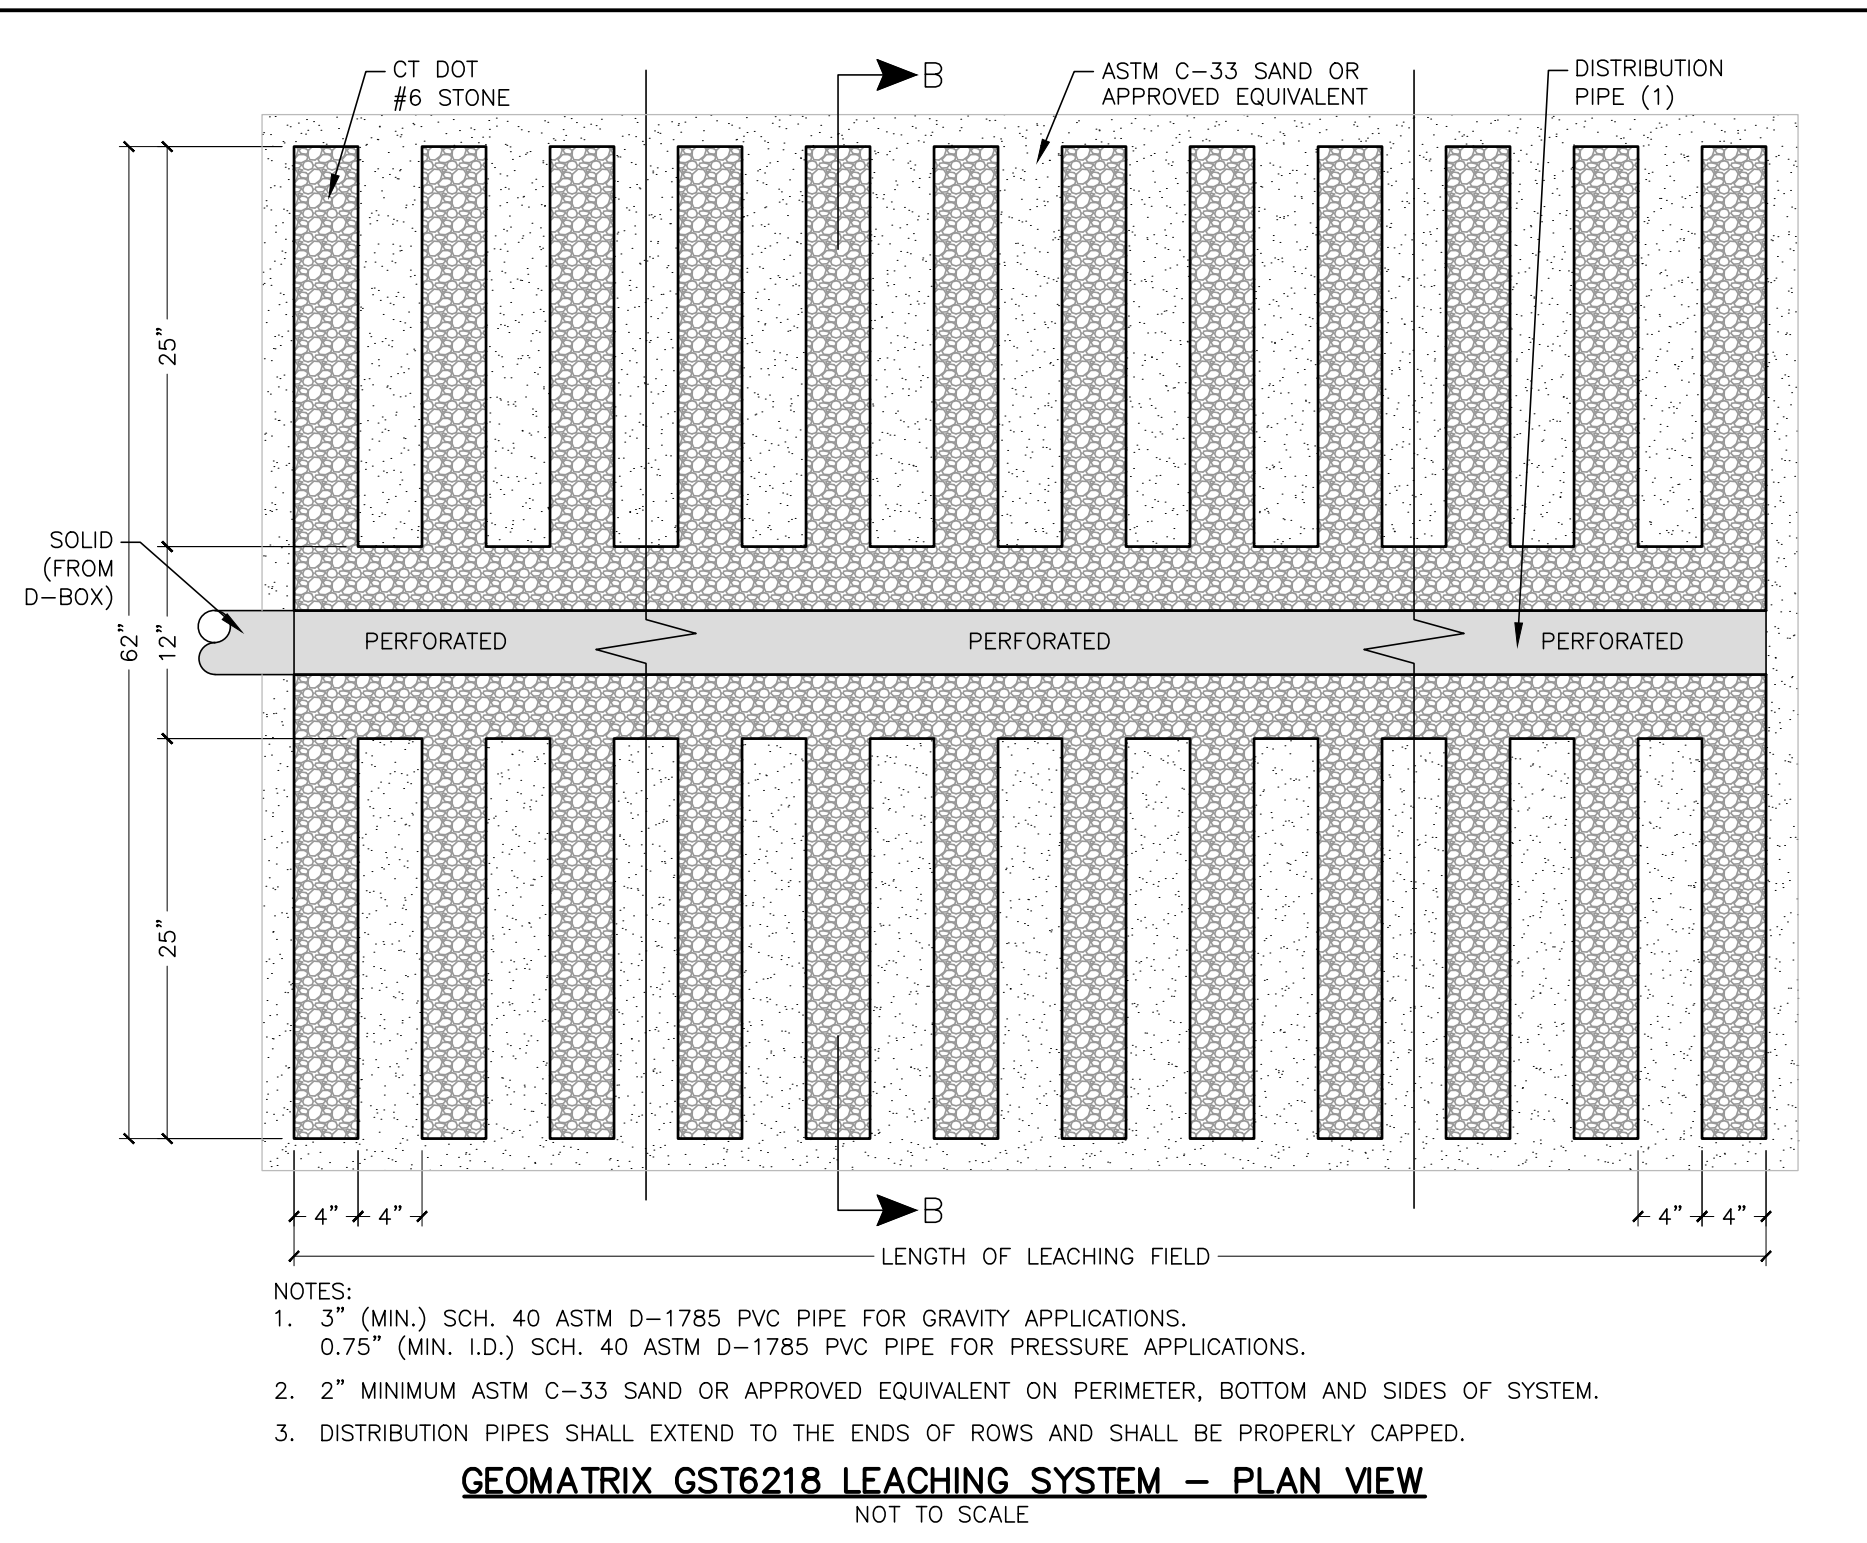 CT DOT
#6 STONE
B
ASTM C-33 SAND OR
APPROVED EQUIVALENT
DISTRIBUTION
PIPE (1)
25"
SOLID
(FROM
D-BOX)
62"
12"
PERFORATED
PERFORATED
PERFORATED
25"
4"
4"
B
4"
4"
LENGTH OF LEACHING FIELD
NOTES:
1. 3" (MIN.) SCH. 40 ASTM D-1785 PVC PIPE FOR GRAVITY APPLICATIONS.
0.75" (MIN. I.D.) SCH. 40 ASTM D-1785 PVC PIPE FOR PRESSURE APPLICATIONS.
2. 2" MINIMUM ASTM C-33 SAND OR APPROVED EQUIVALENT ON PERIMETER, BOTTOM AND SIDES OF SYSTEM.
3. DISTRIBUTION PIPES SHALL EXTEND TO THE ENDS OF ROWS AND SHALL BE PROPERLY CAPPED.
GEOMATRIX GST6218 LEACHING SYSTEM - PLAN VIEW
NOT TO SCALE